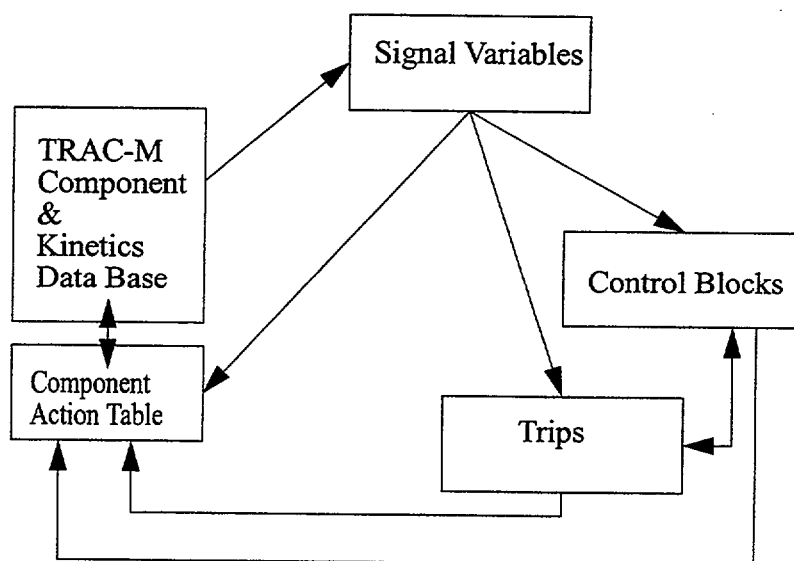 Signal Variables
TRAC-M
Component
&
Kinetics
Data Base
Control Blocks
Component
Action Table
Trips